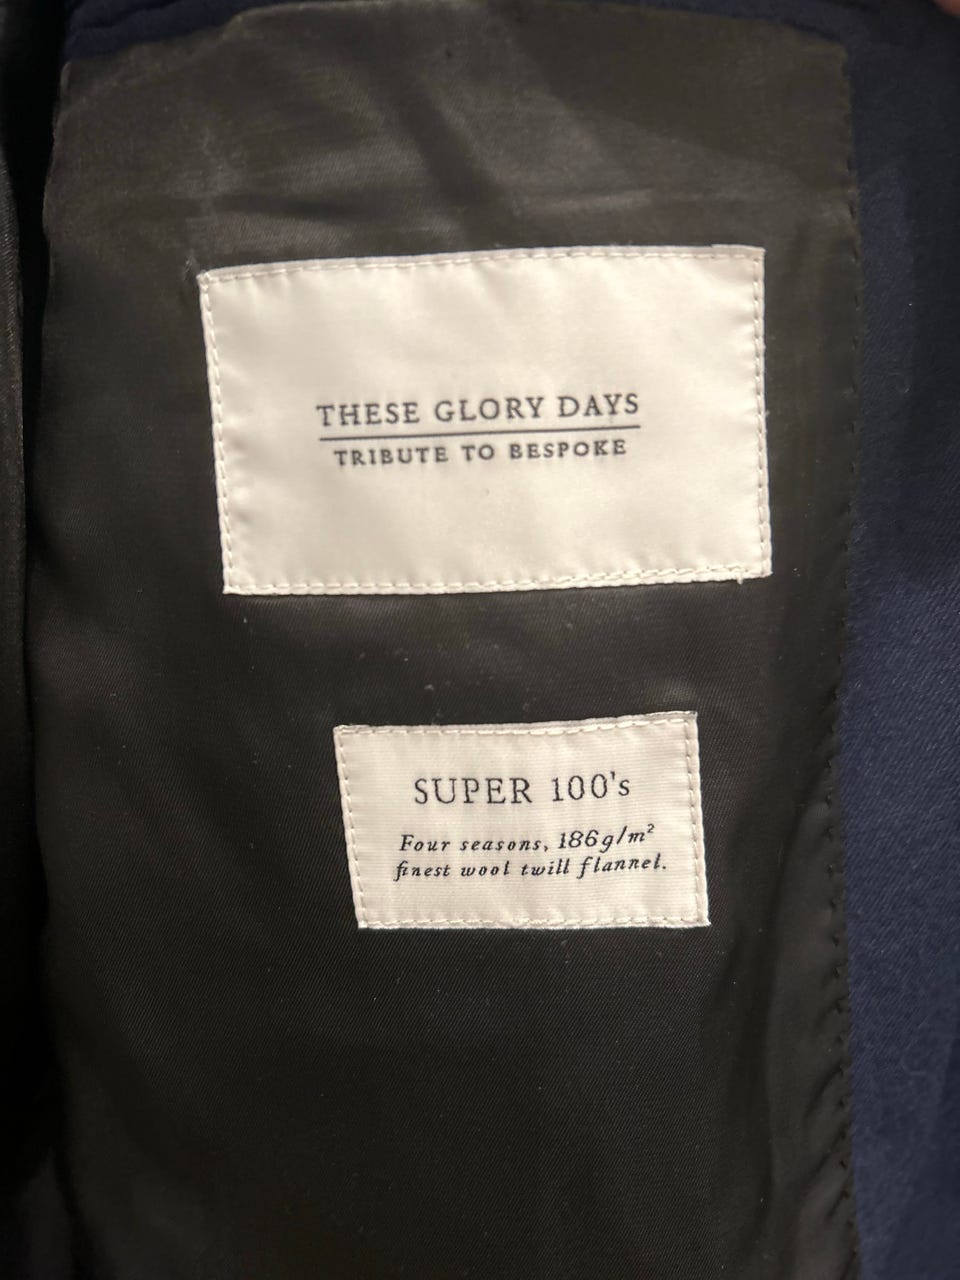 THESE GLORY DAYS
TRIBUTE TO BESPOKE
SUPER 100's
Four seasons, 186g/m²
finest wool twill flannel.